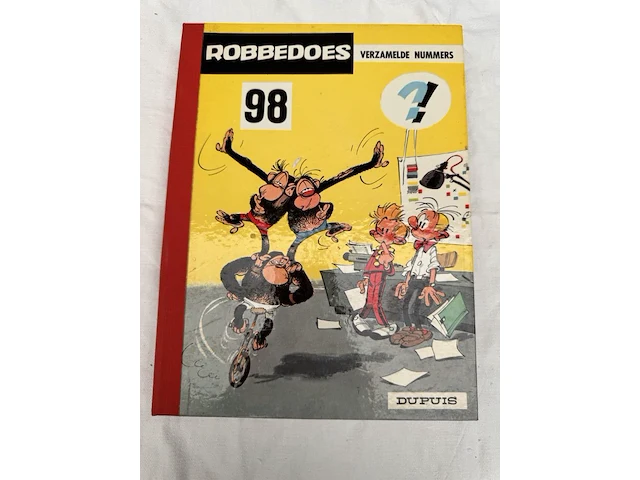 ROBBEDOES
VERZAMELDE NUMMERS
98
?!
DUPUIS